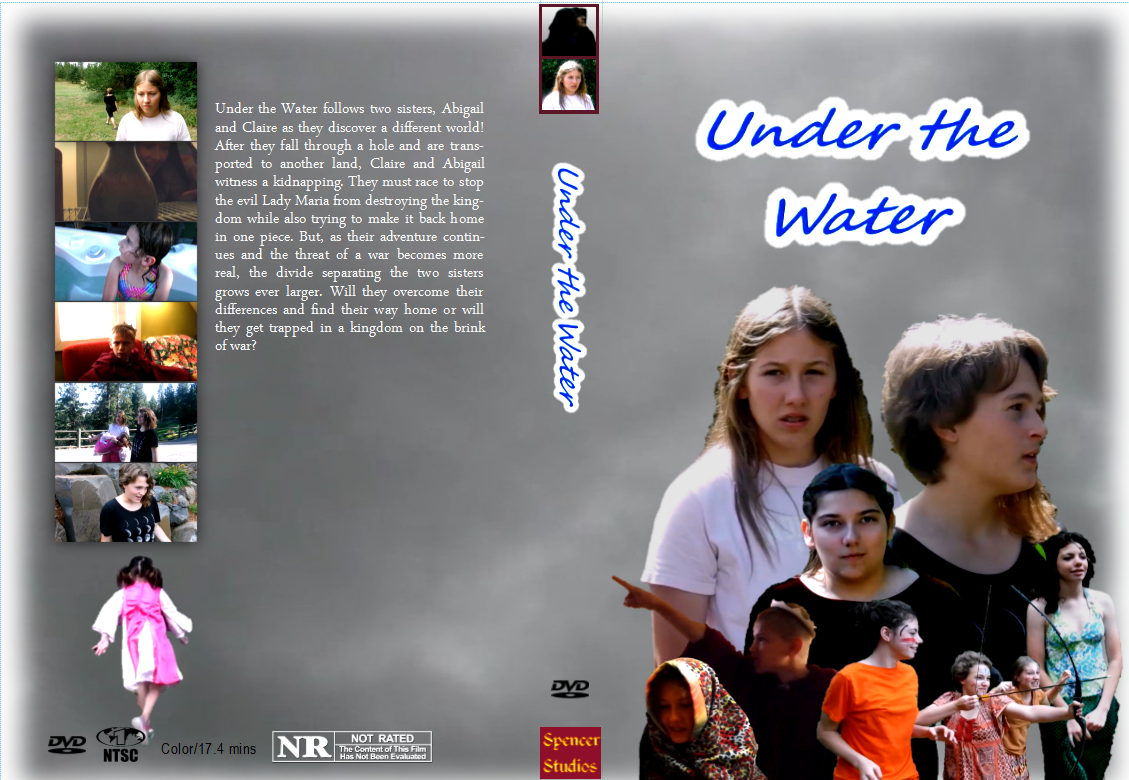 Under the Water follows two sisters, Abigail
and Claire as they discover a different world!
After they fall through a hole and are trans-
ported to another land, Claire and Abigail
witness a kidnapping. They must race to stop
the evil Lady Maria from destroying the king-
dom while also trying to make it back home
in one piece. But, as their adventure contin-
ues and the threat of a war becomes more
real, the divide separating the two sisters
grows ever larger. Will they overcome their
differences and find their way home or will
they get trapped in a kingdom on the brink
of war?
DVD
NTSC
Color/17.4 mins
NR
NOT RATED
The Content of This Film
Has Not Been Evaluated
Under the Water
DVD
Spencer
Studios
Under the
Water